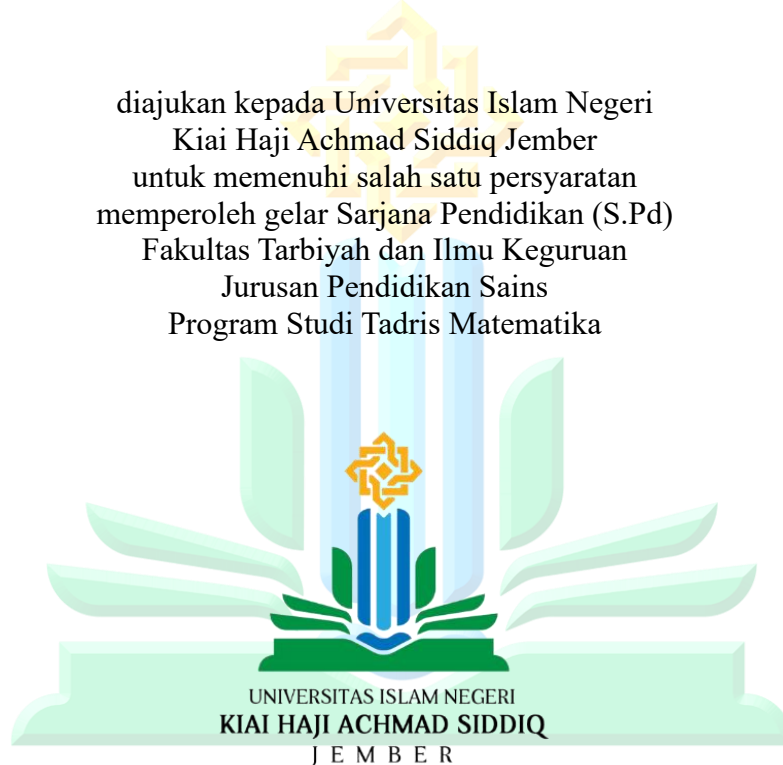 diajukan kepada Universitas Islam Negeri
Kiai Haji Achmad Siddiq Jember
untuk memenuhi salah satu persyaratan
memperoleh gelar Sarjana Pendidikan (S.Pd)
Fakultas Tarbiyah dan Ilmu Keguruan
Jurusan Pendidikan Sains
Program Studi Tadris Matematika
UNIVERSITAS ISLAM NEGERI
KIAI HAJI ACHMAD SIDDIQ
JEMBER